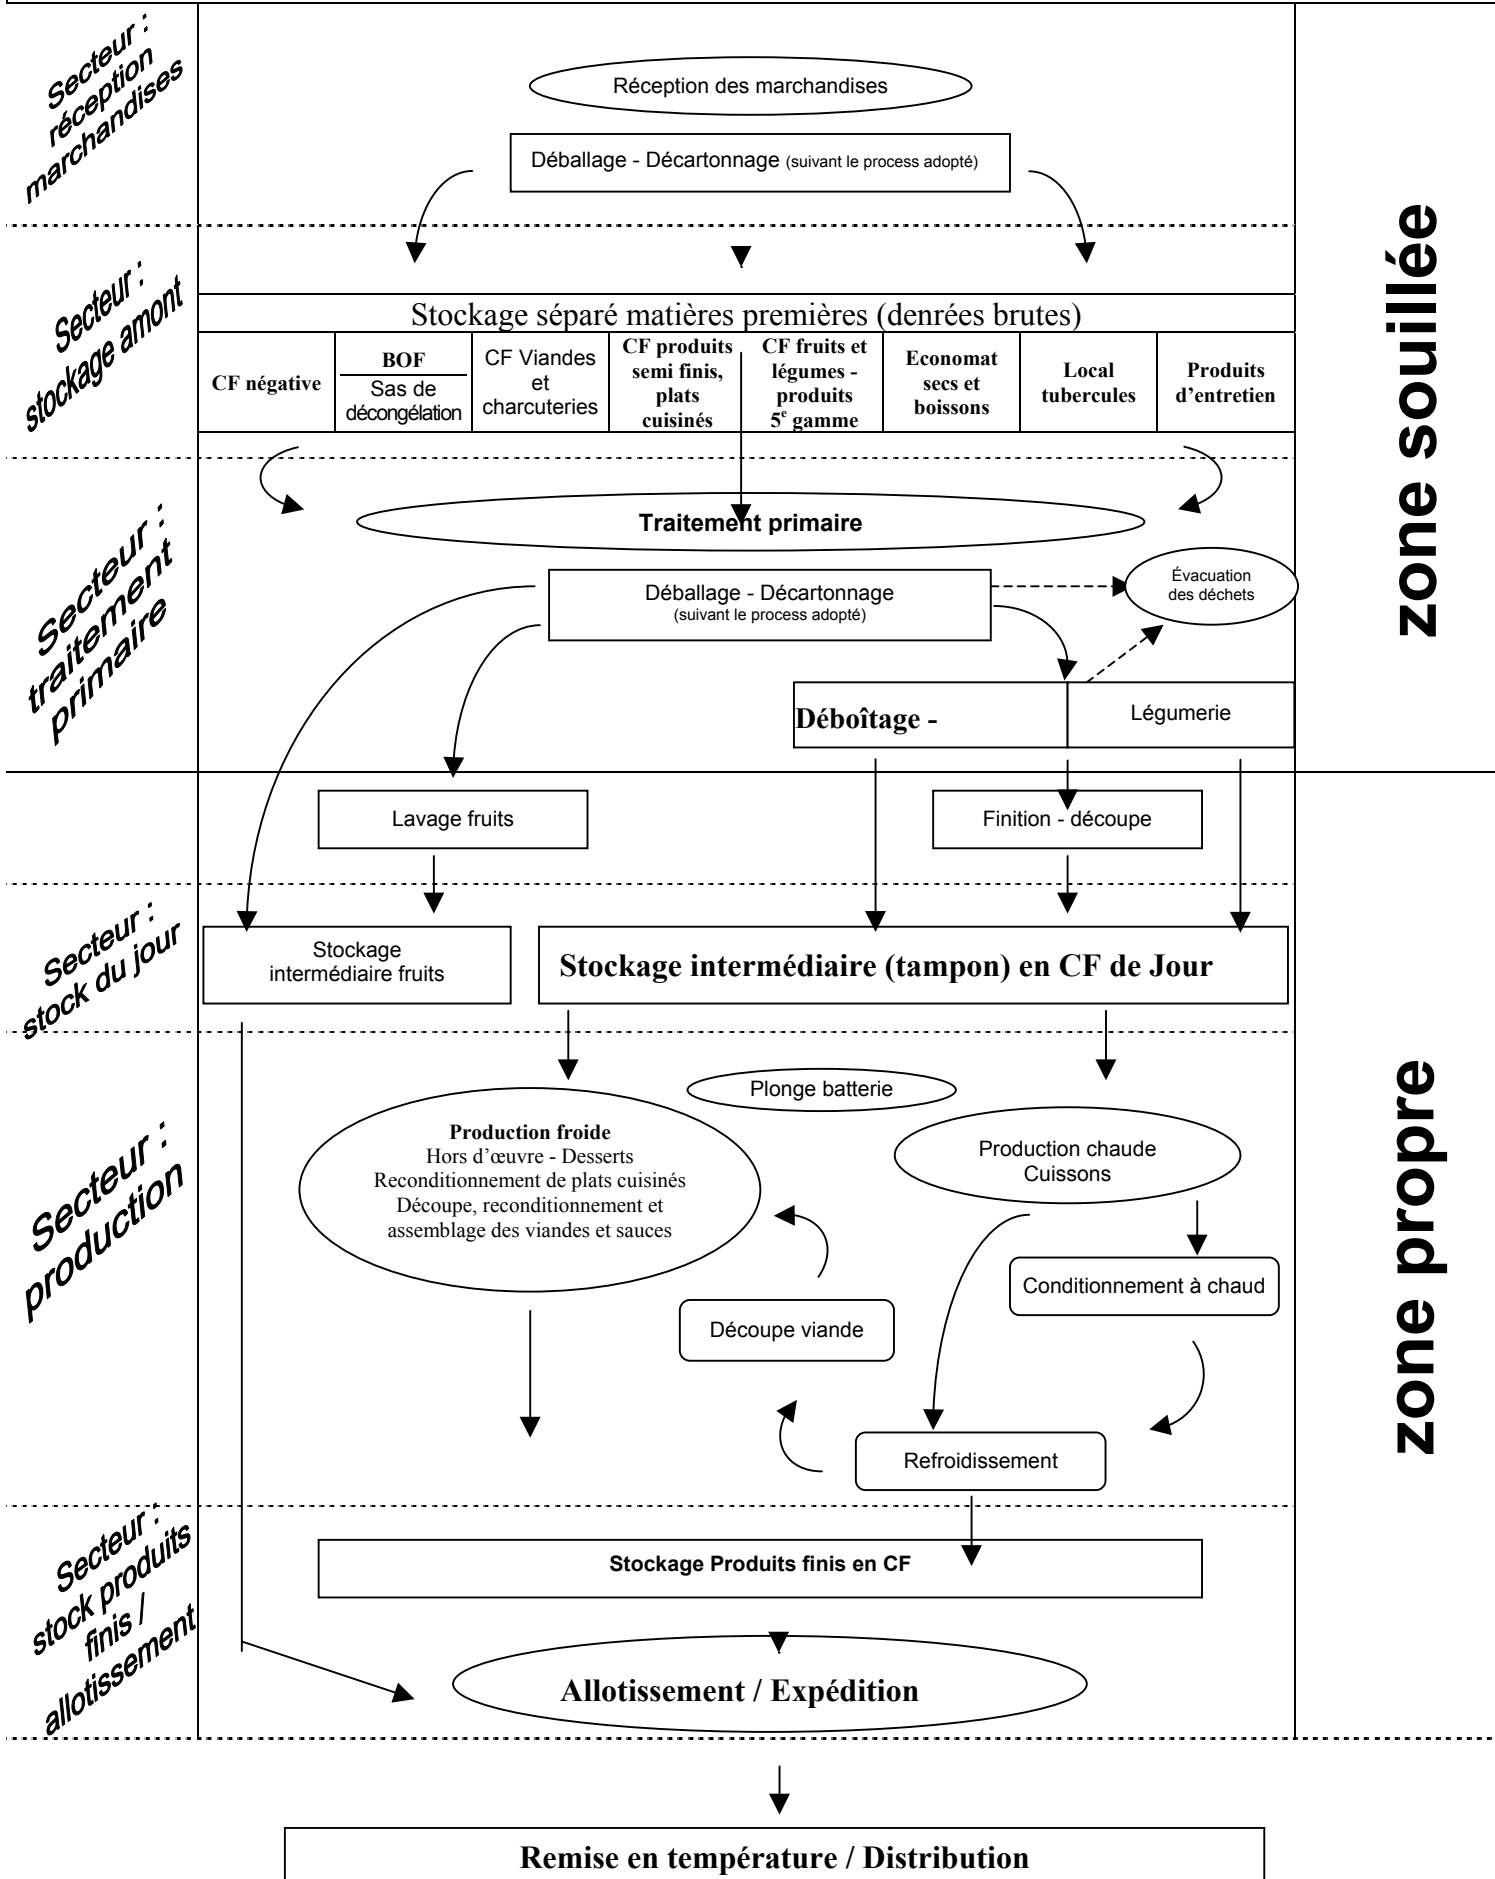 Secteur :
réception
marchandises
Réception des marchandises
Déballage - Décartonnage (suivant le process adopté)
zone souillée
Secteur :
stockage amont
Stockage séparé matières premières (denrées brutes)
CF négative
BOF
Sas de
décongélation
CF Viandes
et
charcuteries
CF produits
semi finis,
plats
cuisinés
CF fruits et
légumes -
produits
5e gamme
Economat
secs et
boissons
Local
tubercules
Produits
d'entretien
Secteur :
traitement
primaire
Traitement primaire
Déballage - Décartonnage
(suivant le process adopté)
Évacuation
des déchets
Déboîtage -
Légumerie
Lavage fruits
Finition - découpe
zone propre
Secteur :
stock du jour
Stockage
intermédiaire fruits
Stockage intermédiaire (tampon) en CF de Jour
Secteur :
production
Plonge batterie
Production froide
Hors d'œuvre - Desserts
Reconditionnement de plats cuisinés
Découpe, reconditionnement et
assemblage des viandes et sauces
Production chaude
Cuissons
Conditionnement à chaud
Découpe viande
Refroidissement
Secteur :
stock produits
finis /
allotissement
Stockage Produits finis en CF
Allotissement / Expédition
Remise en température / Distribution